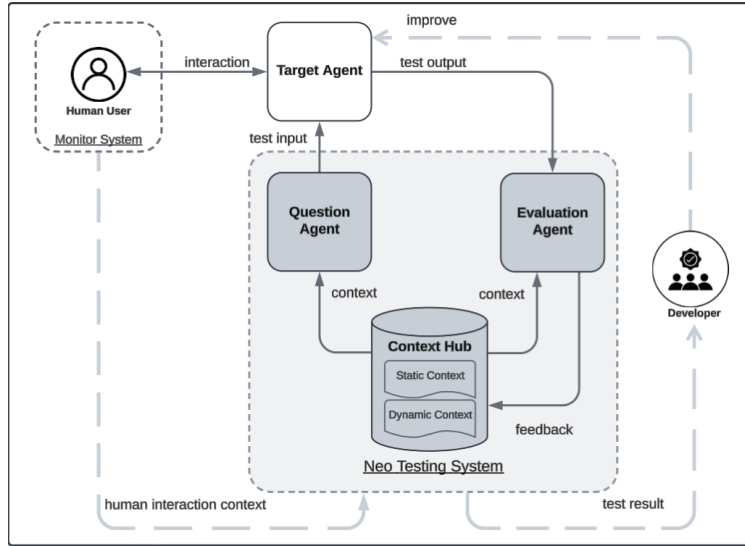 improve
interaction
Target Agent
test output
Human User
Monitor System
test input
Question
Agent
Evaluation
Agent
context
context
Developer
Context Hub
Static Context
Dynamic Context
feedback
Neo Testing System
human interaction context
test result